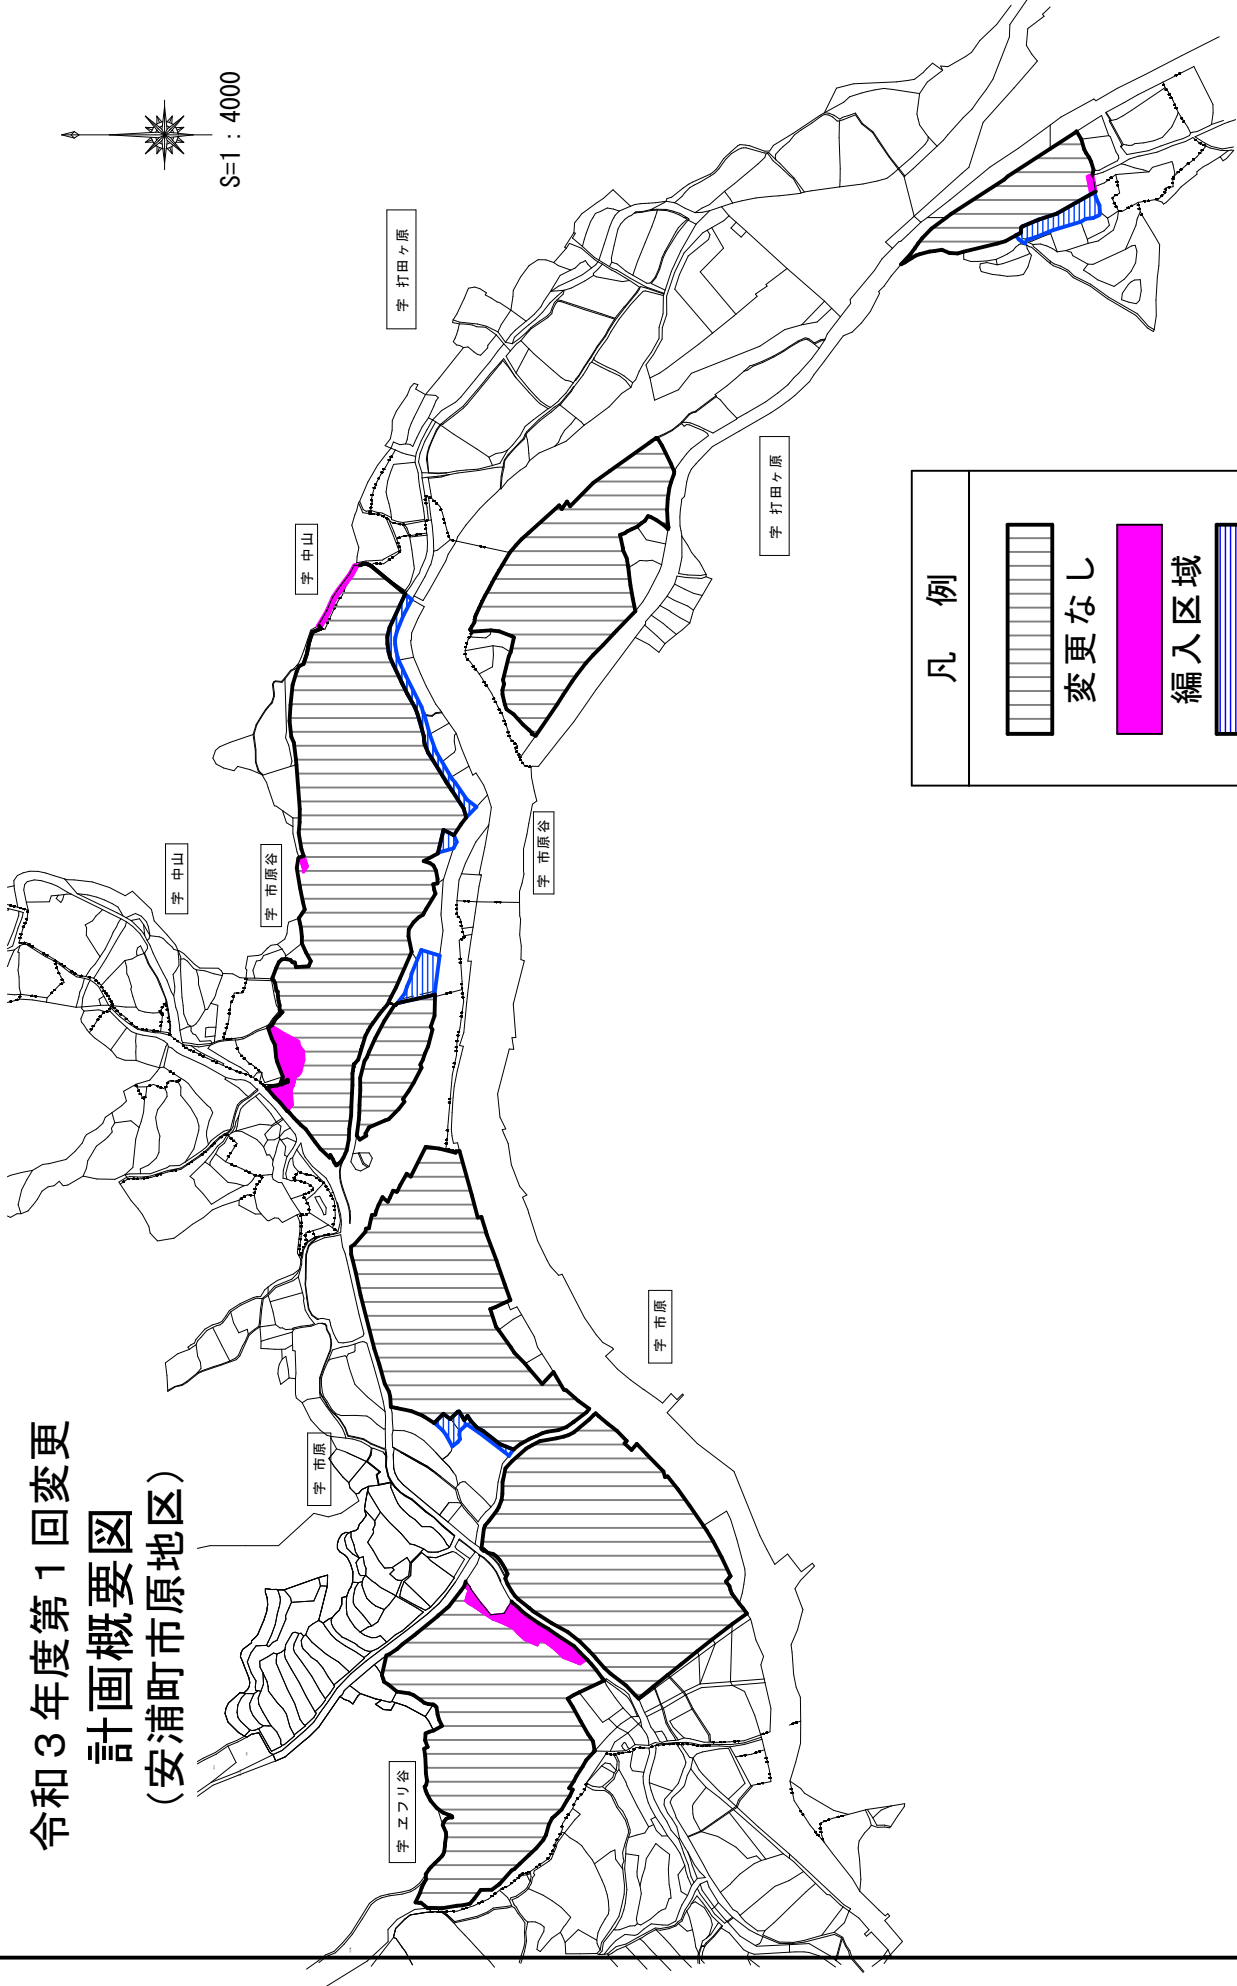 令和３年度第１回変更
計画概要図
（安浦町市原地区）
S=1 : 4000
字 エフリ谷
字 市原
字 市原
字 中山
字 市原谷
字 市原谷
字 中山
字 打田ヶ原
字 打田ヶ原
凡 例
変更なし
編入区域